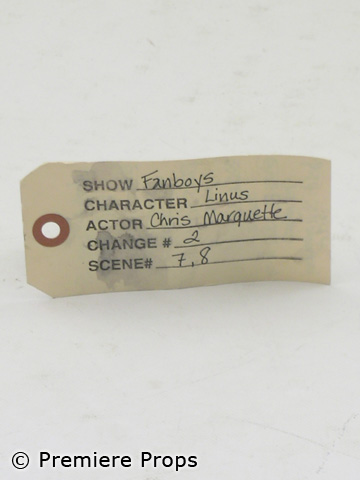 SHOW Fanboys
CHARACTER Linus
ACTOR Chris Marquette
CHANGE # 2
SCENE# 7,8
© Premiere Props